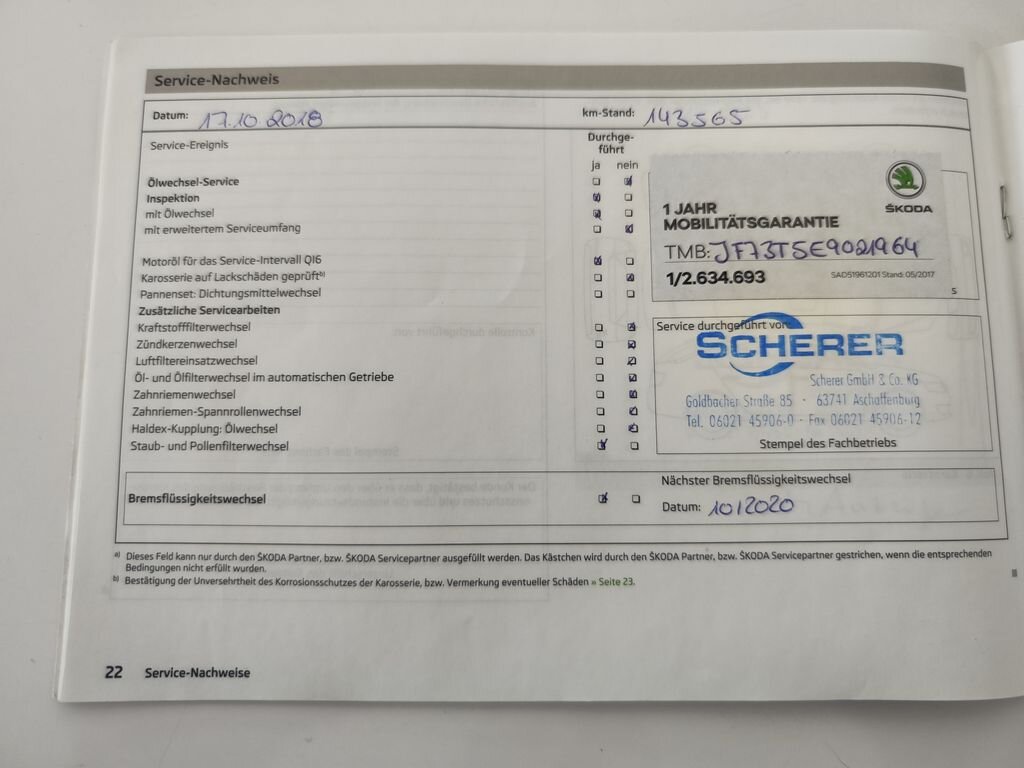 Service-Nachweis
Datum: 17.10 2018 km-Stand: 143565
Service-Ereignis Durchge-
führt
ja nein
Ölwechsel-Service
Inspektion
mit Ölwechsel
mit erweitertem Serviceumfang
Motoröl für das Service-Intervall QI6
Karosserie auf Lackschäden geprüft b)
Pannenset: Dichtungsmittelwechsel
Zusätzliche Servicearbeiten
Kraftstofffilterwechsel
Zündkerzenwechsel
Luftfiltereinsatzwechsel
Öl- und Ölfilterwechsel im automatischen Getriebe
Zahnriemenwechsel
Zahnriemen-Spannrollenwechsel
Haldex-Kupplung: Ölwechsel
Staub- und Pollenfilterwechsel
ŠKODA
1 JAHR
MOBILITÄTSGARANTIE
TMB: JF73T5E9021964
1/2.634.693 SAD51961201 Stand: 05/2017
s
Service durchgeführt von:
SCHERER
Scherer GmbH & Co. KG
Goldbacher Straße 85 · 63741 Aschaffenburg
Tel. 06021 45906-0 · Fax 06021 45906-12
Stempel des Fachbetriebs
Bremsflüssigkeitswechsel
Nächster Bremsflüssigkeitswechsel
Datum: 10/2020
a) Dieses Feld kann nur durch den ŠKODA Partner, bzw. ŠKODA Servicepartner ausgefüllt werden. Das Kästchen wird durch den ŠKODA Partner, bzw. ŠKODA Servicepartner gestrichen, wenn die entsprechenden
Bedingungen nicht erfüllt wurden.
b) Bestätigung der Unversehrtheit des Korrosionsschutzes der Karosserie, bzw. Vermerkung eventueller Schäden » Seite 23.
22 Service-Nachweise